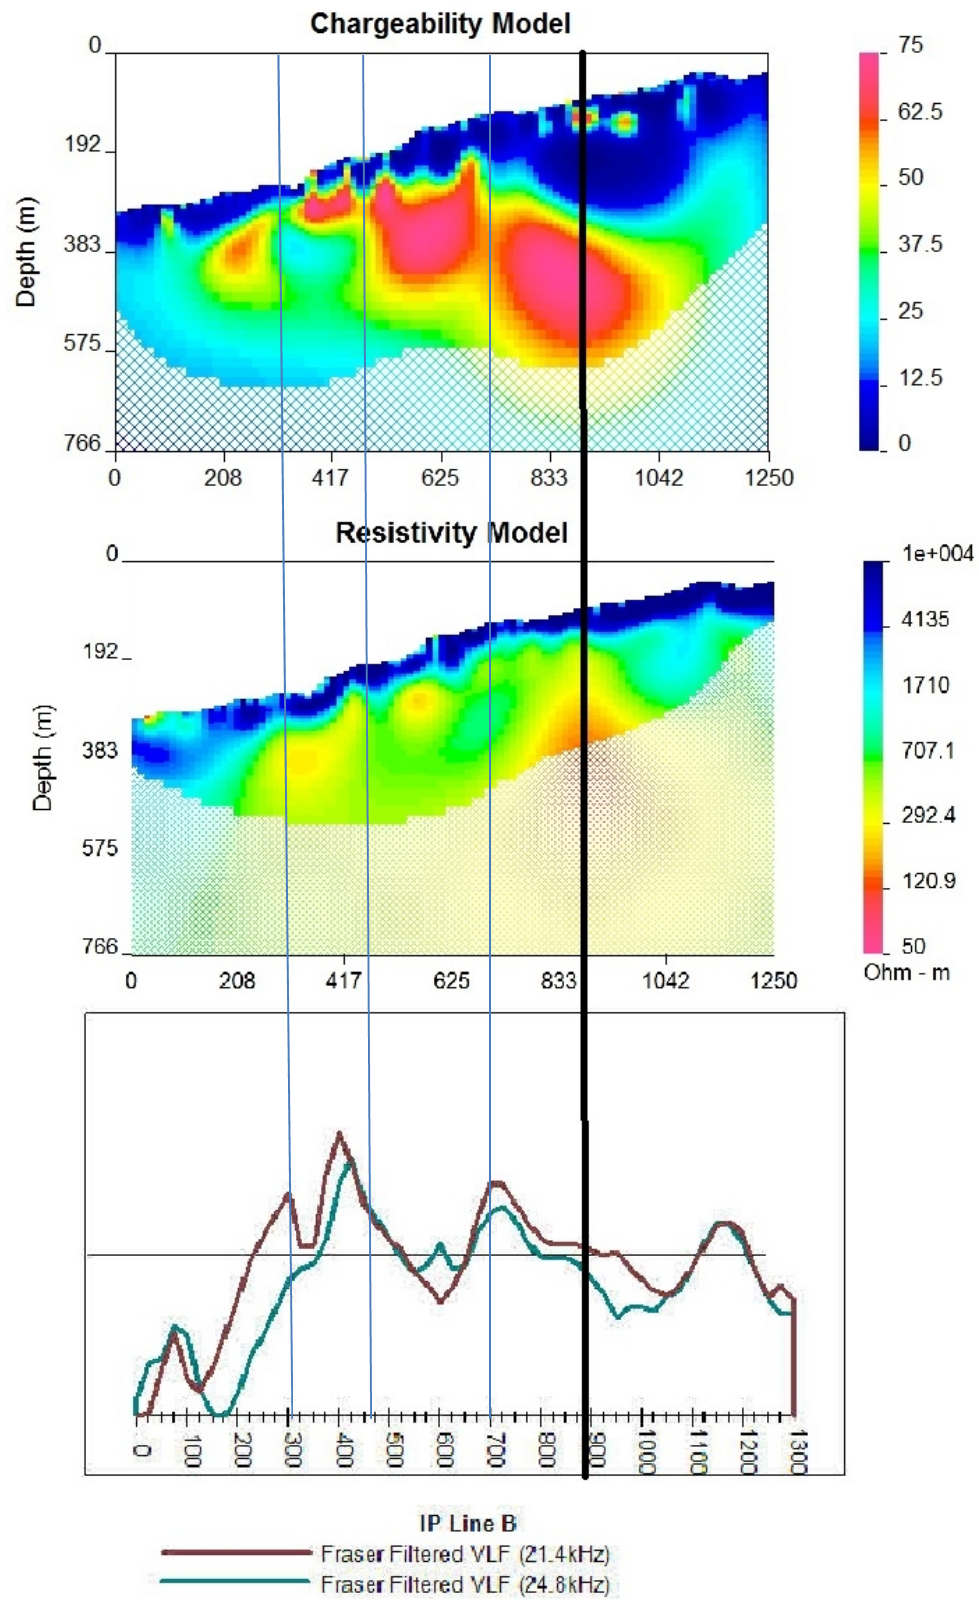 Chargeability Model
0
192
383
575
766
Depth (m)
0 208 417 625 833 1042 1250
75
62.5
50
37.5
25
12.5
0
Resistivity Model
0
192
383
575
766
Depth (m)
0 208 417 625 833 1042 1250
1e+004
4135
1710
707.1
292.4
120.9
50
Ohm - m
0 100 200 300 400 500 600 700 800 900 1000 1100 1200 1300
IP Line B
Fraser Filtered VLF (21.4kHz)
Fraser Filtered VLF (24.8kHz)